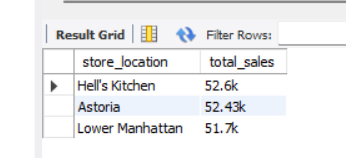 Result Grid Filter Rows:
store_location total_sales
Hell's Kitchen 52.6k
Astoria 52.43k
Lower Manhattan 51.7k